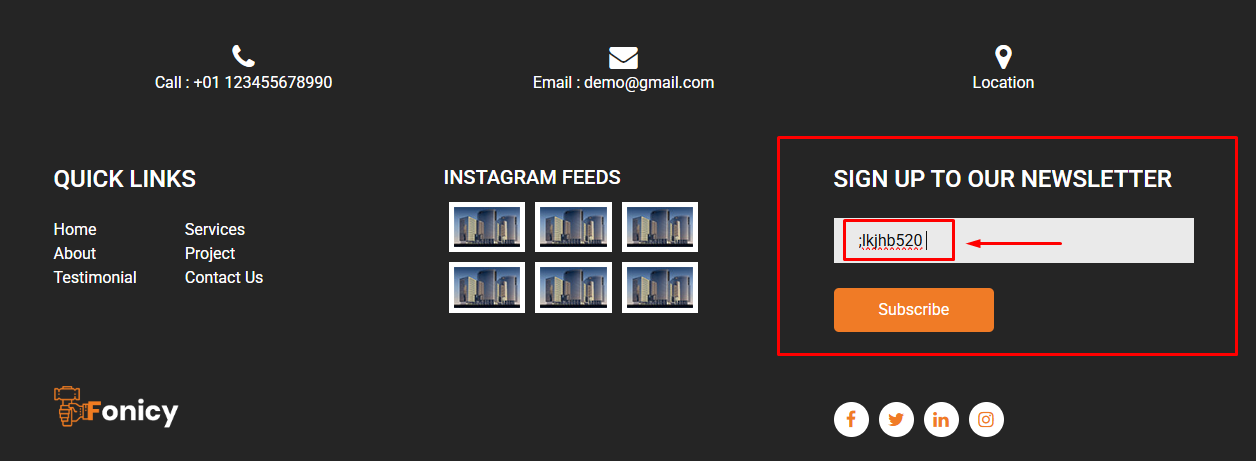 Call : +01 123455678990
Email : demo@gmail.com
Location
QUICK LINKS
Home
Services
About
Project
Testimonial
Contact Us
INSTAGRAM FEEDS
SIGN UP TO OUR NEWSLETTER
;lkjhb520
Subscribe
Fonicy